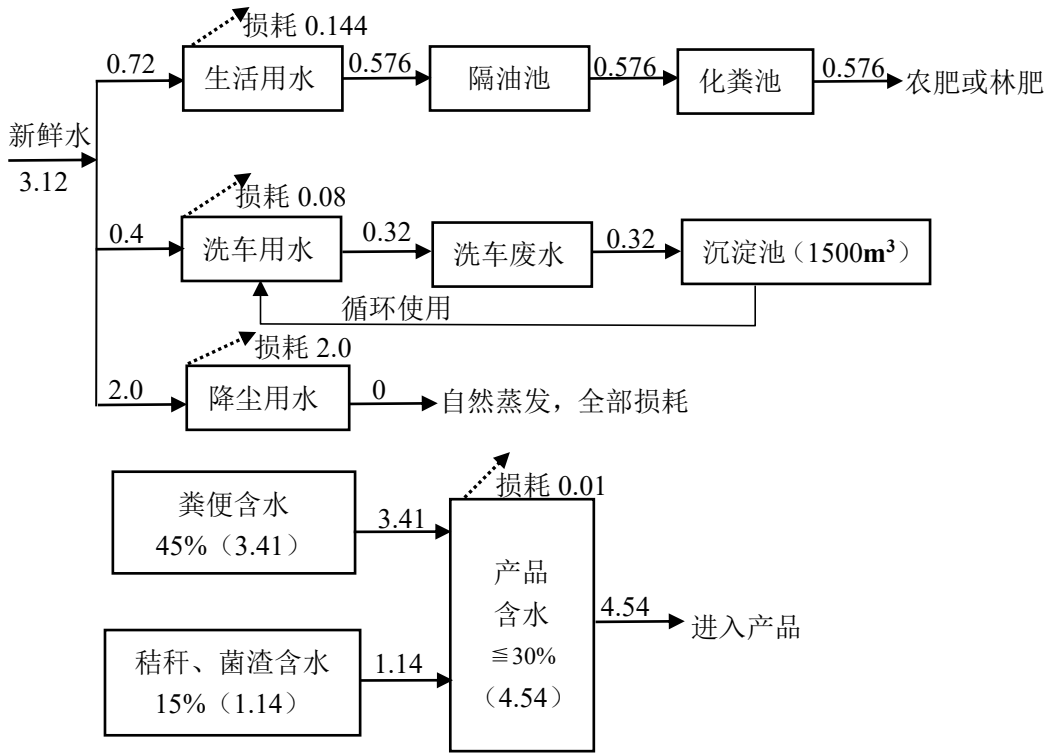 损耗 0.144
0.72
生活用水
0.576
隔油池
0.576
化粪池
0.576
农肥或林肥
新鲜水
3.12
损耗 0.08
0.4
洗车用水
0.32
洗车废水
0.32
沉淀池（1500m³）
循环使用
损耗 2.0
2.0
降尘用水
0
自然蒸发，全部损耗
损耗 0.01
粪便含水
45%（3.41）
3.41
产品
含水
≦30%
（4.54）
4.54
进入产品
秸秆、菌渣含水
15%（1.14）
1.14